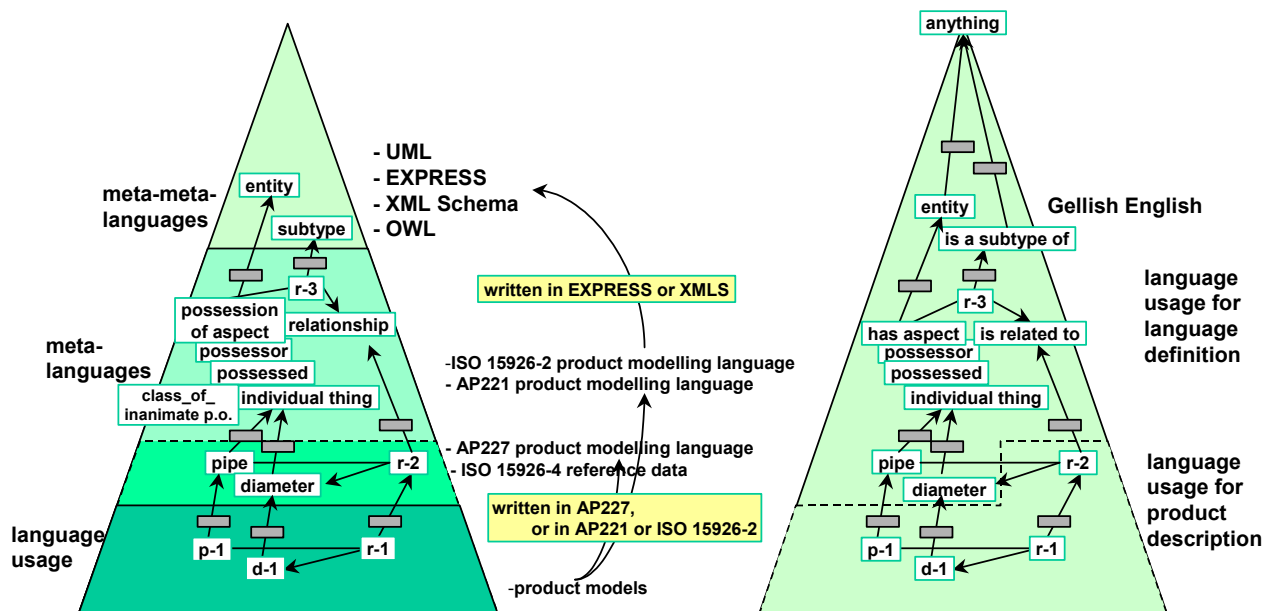 anything
- UML
- EXPRESS
- XML Schema
- OWL
meta-meta-
languages
entity
subtype
entity
Gellish English
is a subtype of
written in EXPRESS or XMLS
r-3
possession
of aspect
relationship
possessor
possessed
meta-
languages
class_of_
inanimate p.o.
individual thing
-ISO 15926-2 product modelling language
- AP221 product modelling language
r-3
has aspect
is related to
possessor
possessed
individual thing
language
usage for
language
definition
- AP227 product modelling language
- ISO 15926-4 reference data
pipe
r-2
diameter
written in AP227,
or in AP221 or ISO 15926-2
pipe
r-2
diameter
language
usage for
product
description
language
usage
p-1
r-1
d-1
-product models
p-1
r-1
d-1